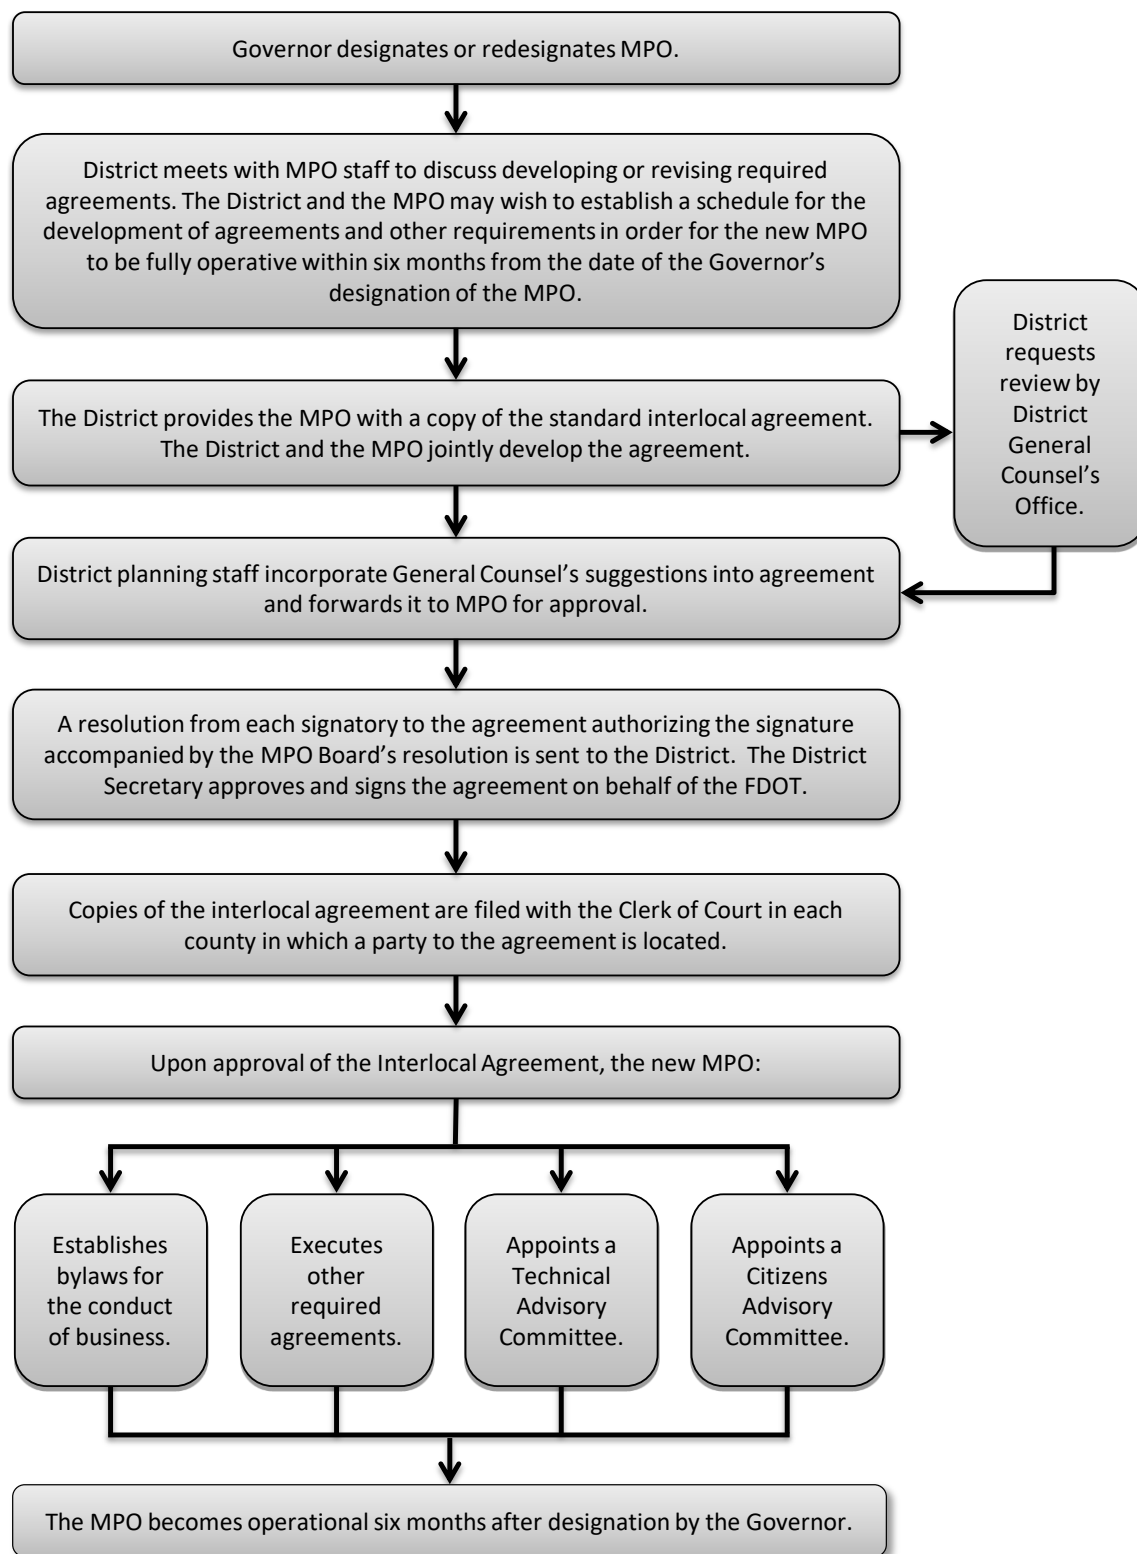 Governor designates or redesignates MPO.
District meets with MPO staff to discuss developing or revising required
agreements. The District and the MPO may wish to establish a schedule for the
development of agreements and other requirements in order for the new MPO
to be fully operative within six months from the date of the Governor’s
designation of the MPO.
The District provides the MPO with a copy of the standard interlocal agreement.
The District and the MPO jointly develop the agreement.
District
requests
review by
District
General
Counsel’s
Office.
District planning staff incorporate General Counsel’s suggestions into agreement
and forwards it to MPO for approval.
A resolution from each signatory to the agreement authorizing the signature
accompanied by the MPO Board’s resolution is sent to the District.  The District
Secretary approves and signs the agreement on behalf of the FDOT.
Copies of the interlocal agreement are filed with the Clerk of Court in each
county in which a party to the agreement is located.
Upon approval of the Interlocal Agreement, the new MPO:
Establishes
bylaws for
the conduct
of business.
Executes
other
required
agreements.
Appoints a
Technical
Advisory
Committee.
Appoints a
Citizens
Advisory
Committee.
The MPO becomes operational six months after designation by the Governor.